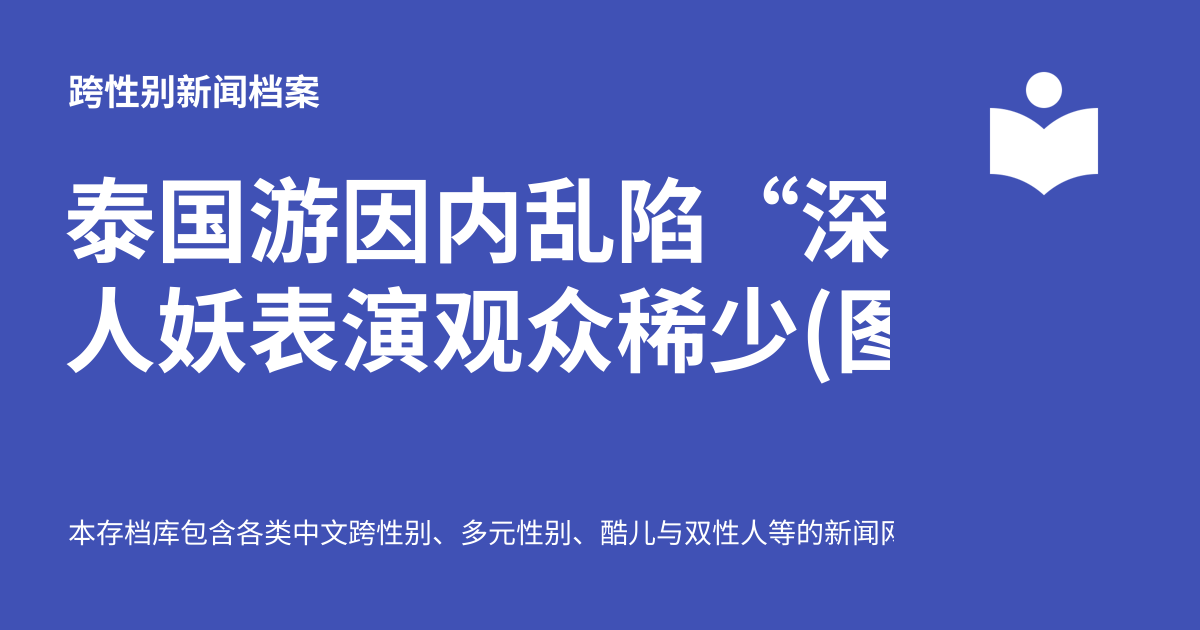 跨性别新闻档案
泰国游因内乱陷“深
人妖表演观众稀少(图
本存档库包含各类中文跨性别、多元性别、酷儿与双性人等的新闻网